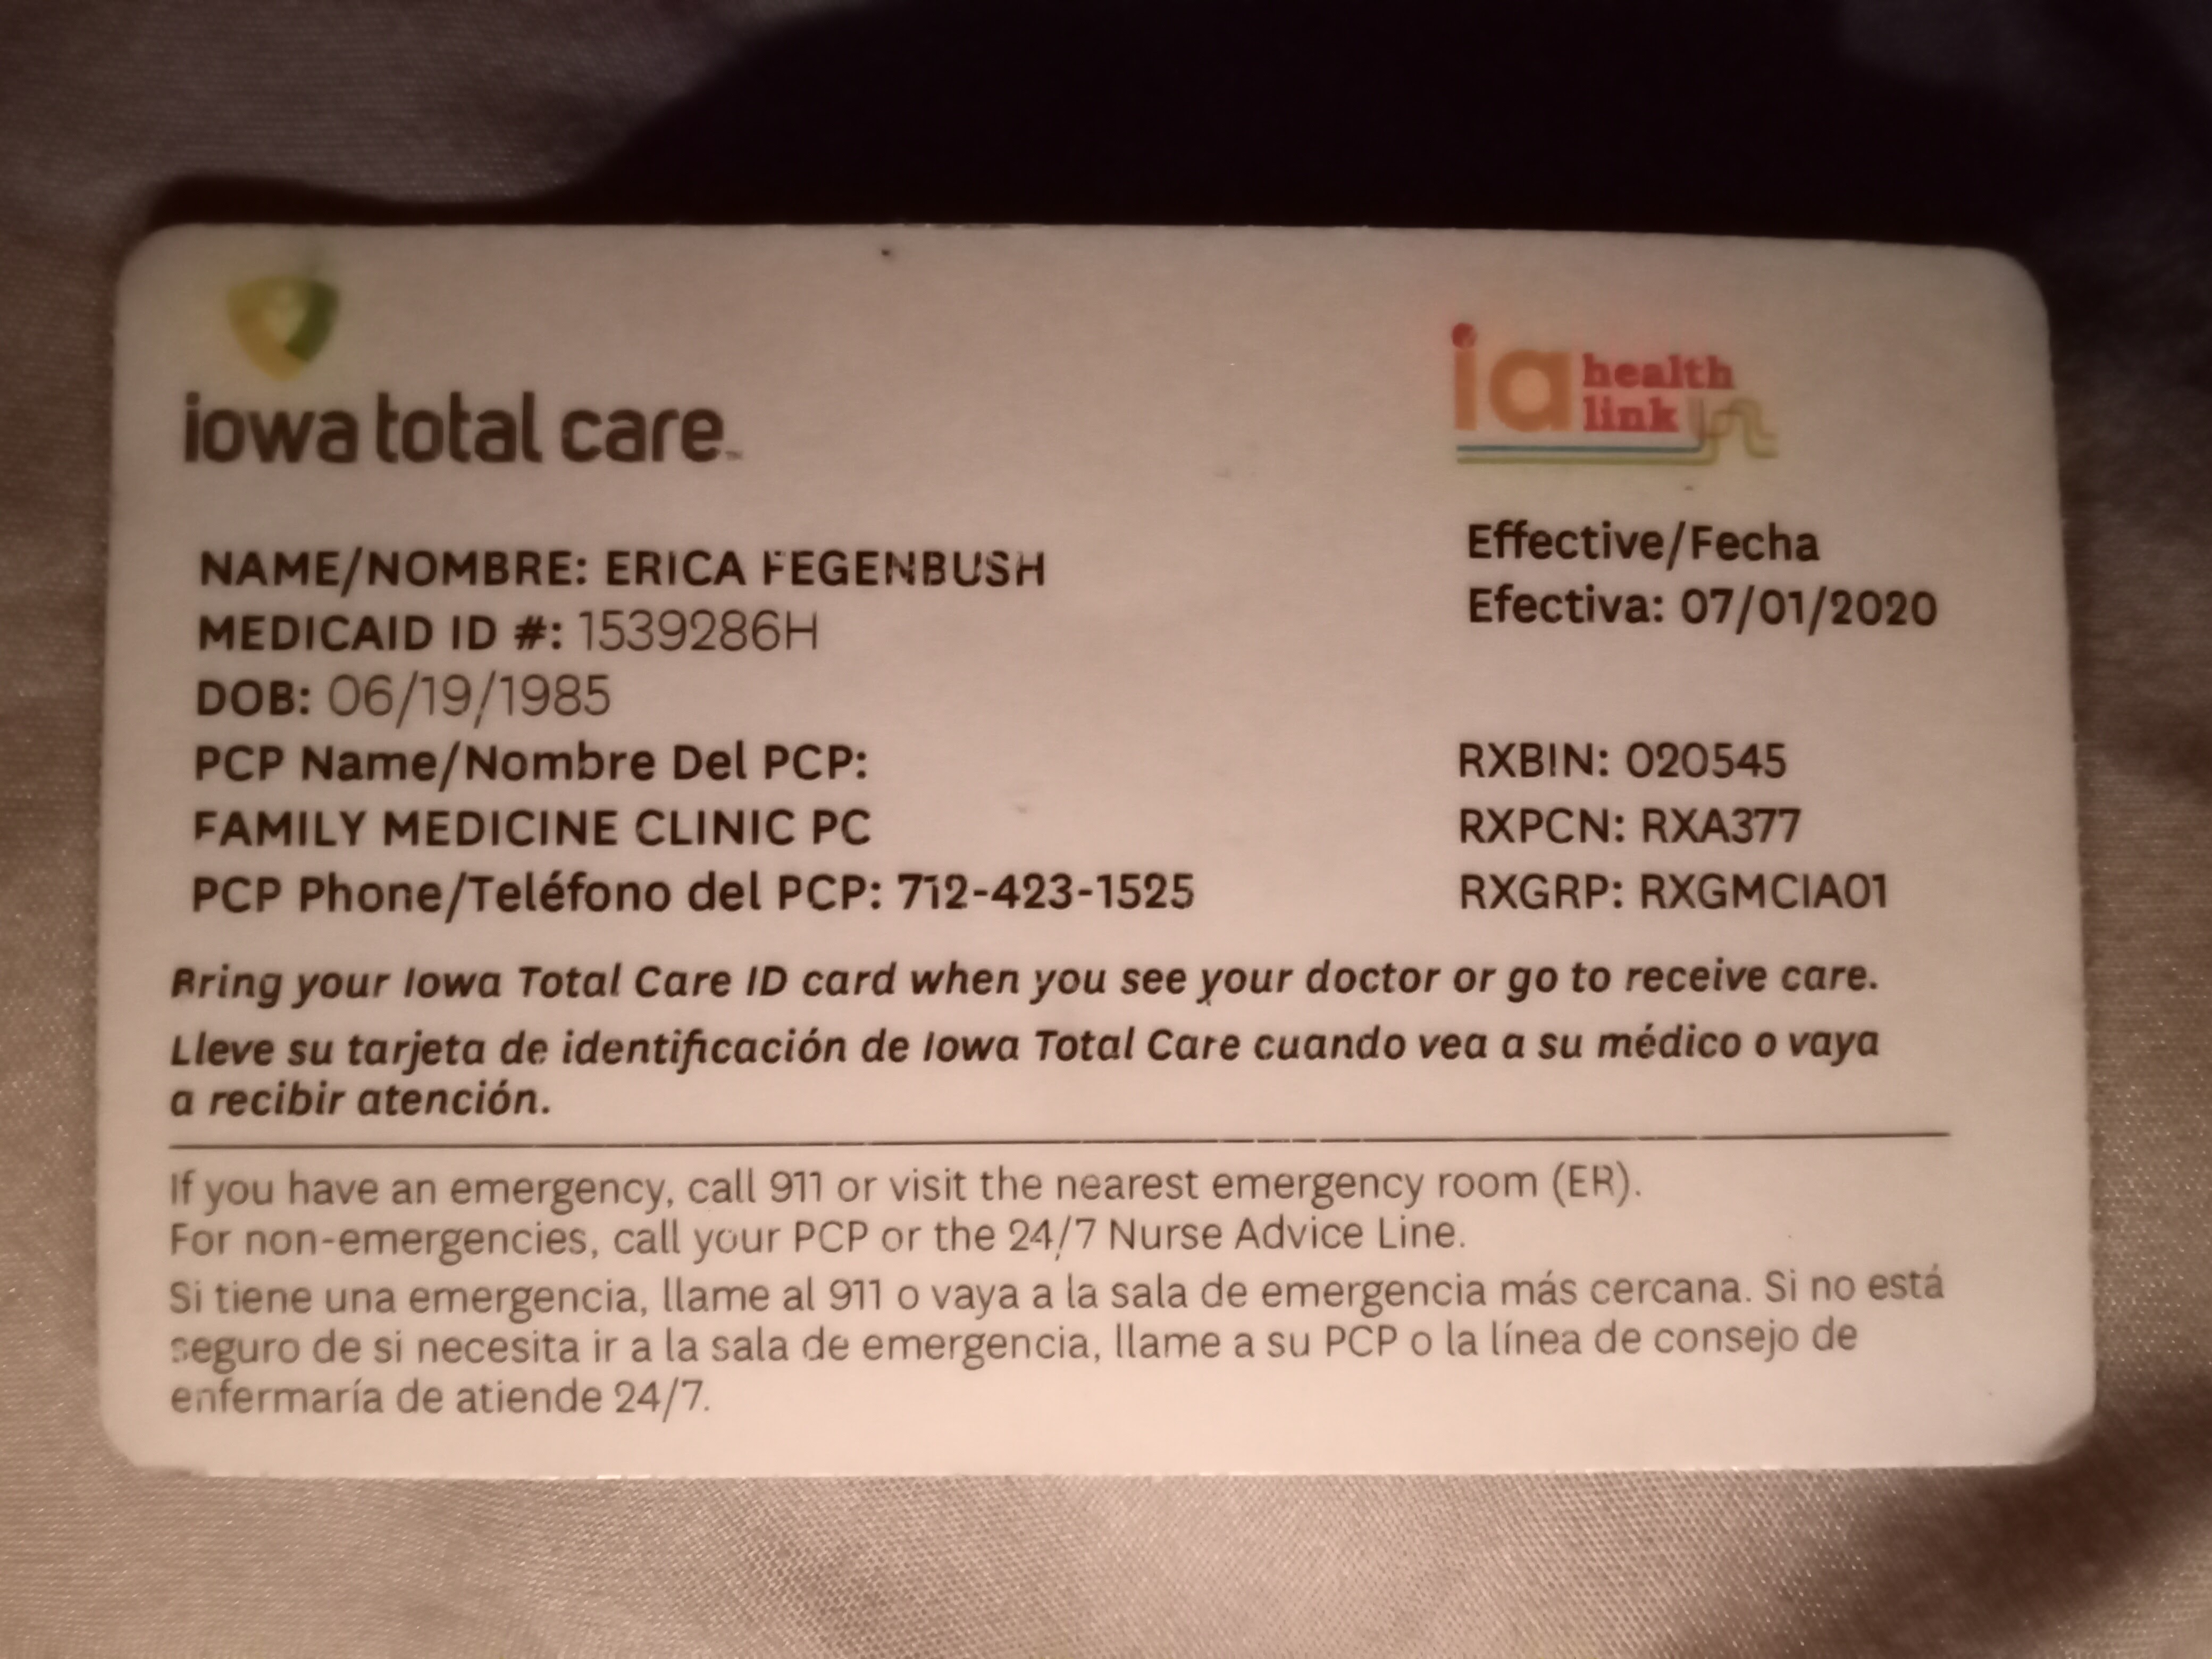 iowa total care™
ia health link
NAME/NOMBRE: ERICA FEGENBUSH
MEDICAID ID #: 1539286H
DOB: 06/19/1985
PCP Name/Nombre Del PCP:
FAMILY MEDICINE CLINIC PC
PCP Phone/Teléfono del PCP: 712-423-1525
Effective/Fecha
Efectiva: 07/01/2020
RXBIN: 020545
RXPCN: RXA377
RXGRP: RXGMCIA01
Bring your Iowa Total Care ID card when you see your doctor or go to receive care.
Lleve su tarjeta de identificación de Iowa Total Care cuando vea a su médico o vaya
a recibir atención.
If you have an emergency, call 911 or visit the nearest emergency room (ER).
For non-emergencies, call your PCP or the 24/7 Nurse Advice Line.
Si tiene una emergencia, llame al 911 o vaya a la sala de emergencia más cercana. Si no está
seguro de si necesita ir a la sala de emergencia, llame a su PCP o la línea de consejo de
enfermaría de atiende 24/7.